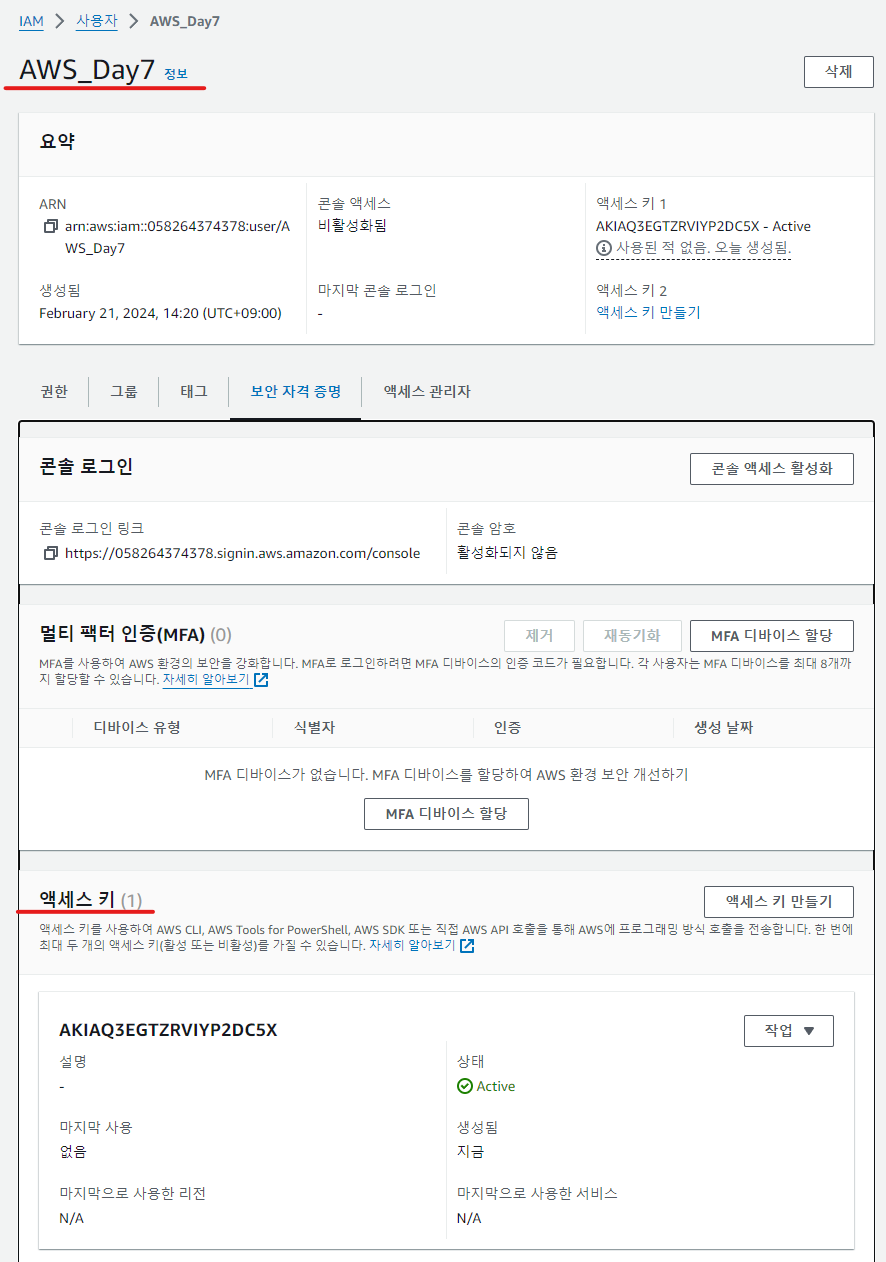 IAM > 사용자 > AWS_Day7
AWS_Day7 정보
삭제
요약
ARN
arn:aws:iam::058264374378:user/A
WS_Day7
생성됨
February 21, 2024, 14:20 (UTC+09:00)
콘솔 액세스
비활성화됨
마지막 콘솔 로그인
-
액세스 키 1
AKIAQ3EGTZRVIYP2DC5X - Active
사용된 적 없음. 오늘 생성됨.
액세스 키 2
액세스 키 만들기
권한 그룹 태그 보안 자격 증명 액세스 관리자
콘솔 로그인
콘솔 액세스 활성화
콘솔 로그인 링크
https://058264374378.signin.aws.amazon.com/console
콘솔 암호
활성화되지 않음
멀티 팩터 인증(MFA) (0)
제거 재동기화 MFA 디바이스 할당
MFA를 사용하여 AWS 환경의 보안을 강화합니다. MFA로 로그인하려면 MFA 디바이스의 인증 코드가 필요합니다. 각 사용자는 MFA 디바이스를 최대 8개까
지 할당할 수 있습니다. 자세히 알아보기
디바이스 유형 식별자 인증 생성 날짜
MFA 디바이스가 없습니다. MFA 디바이스를 할당하여 AWS 환경 보안 개선하기
MFA 디바이스 할당
액세스 키 (1)
액세스 키 만들기
액세스 키를 사용하여 AWS CLI, AWS Tools for PowerShell, AWS SDK 또는 직접 AWS API 호출을 통해 AWS에 프로그래밍 방식 호출을 전송합니다. 한 번에
최대 두 개의 액세스 키(활성 또는 비활성)를 가질 수 있습니다. 자세히 알아보기
AKIAQ3EGTZRVIYP2DC5X
작업
설명
-
상태
Active
마지막 사용
없음
생성됨
지금
마지막으로 사용한 리전
N/A
마지막으로 사용한 서비스
N/A